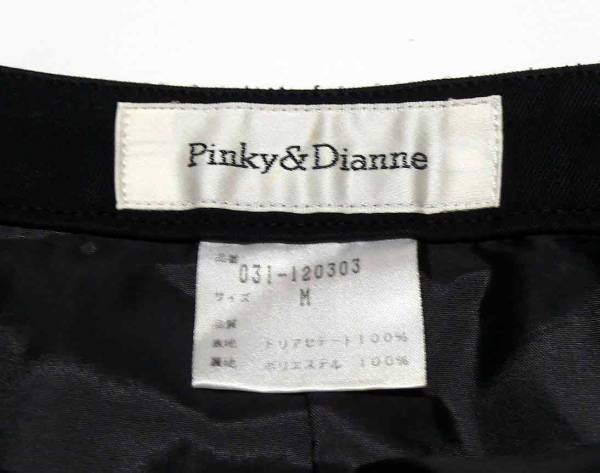 Pinky&Dianne
品番
031-120303
サイズ M
品質
表地 トリアセテート100%
裏地 ポリエステル 100%